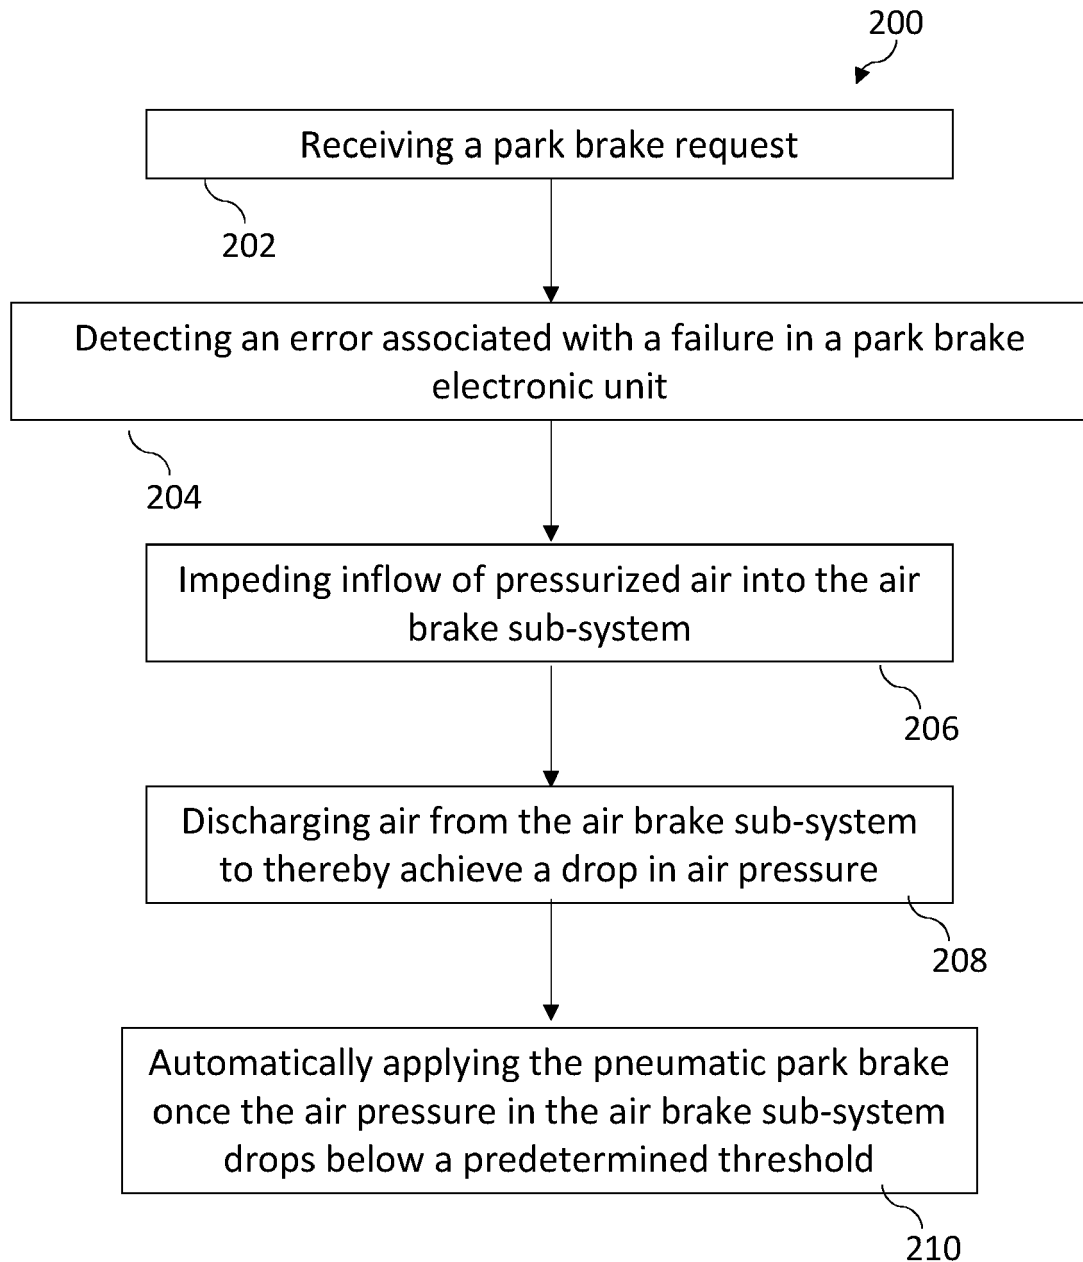 200
Receiving a park brake request
202
Detecting an error associated with a failure in a park brake
electronic unit
204
Impeding inflow of pressurized air into the air
brake sub-system
206
Discharging air from the air brake sub-system
to thereby achieve a drop in air pressure
208
Automatically applying the pneumatic park brake
once the air pressure in the air brake sub-system
drops below a predetermined threshold
210